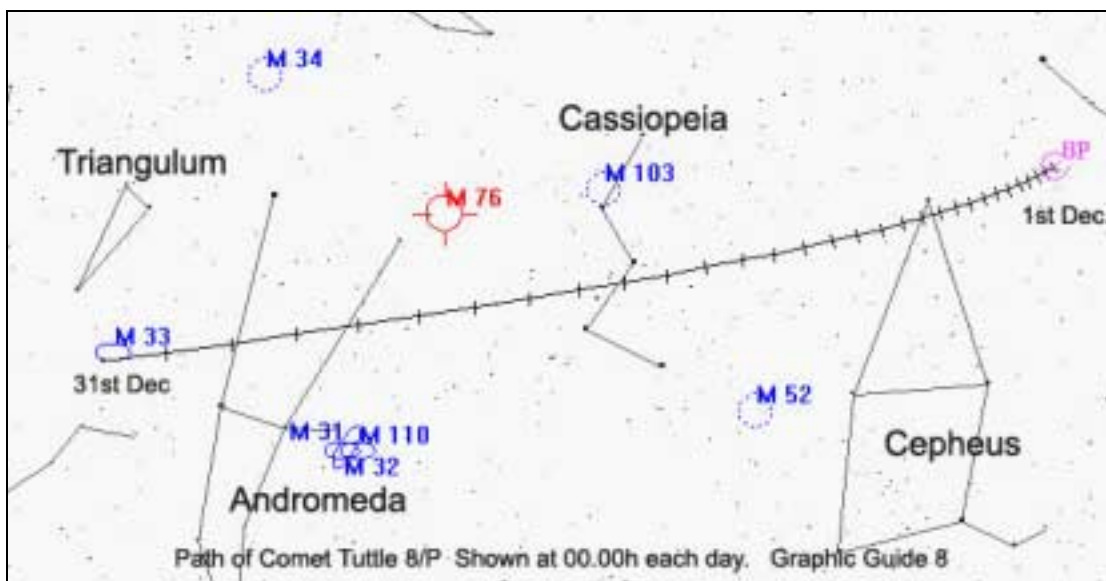 M 34
Cassiopeia
BP
Triangulum
M 103
M 76
1st Dec
M 33
31st Dec
M 52
M 31 M 110
M 32
Cepheus
Andromeda
Path of Comet Tuttle 8/P Shown at 00.00h each day. Graphic Guide 8